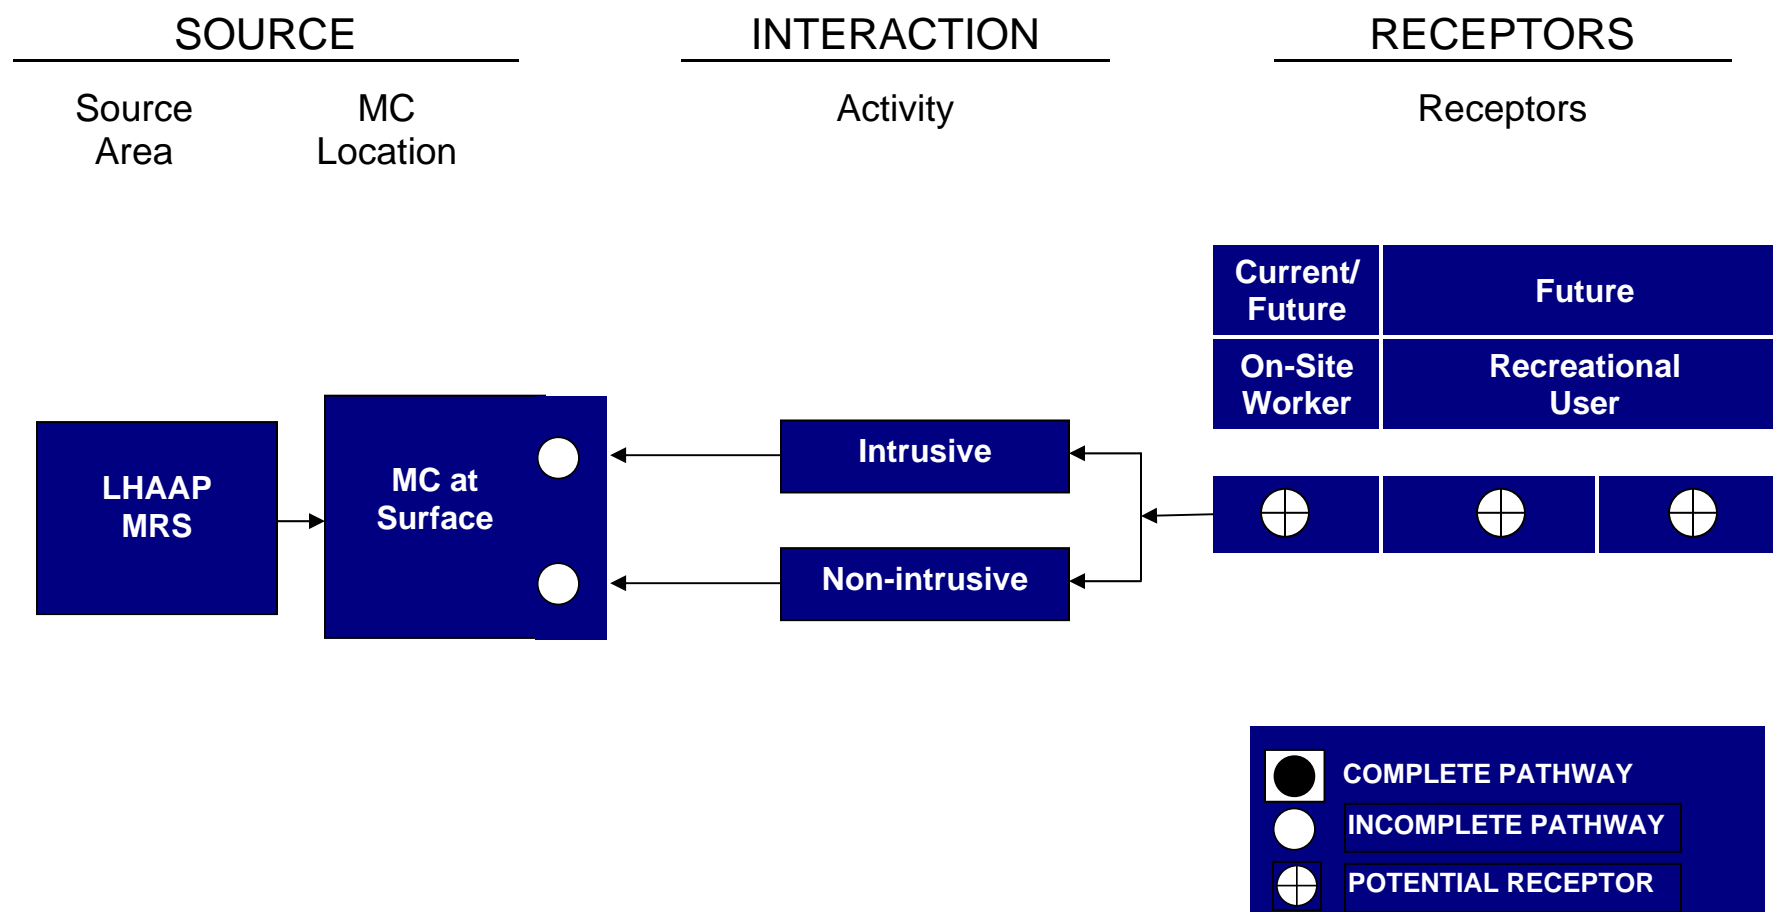 SOURCE
INTERACTION
RECEPTORS
Source
Area
MC
Location
Activity
Receptors
Current/
Future
Future
On-Site
Worker
Recreational
User
LHAAP
MRS
MC at
Surface
Intrusive
Non-intrusive
COMPLETE PATHWAY
INCOMPLETE PATHWAY
POTENTIAL RECEPTOR